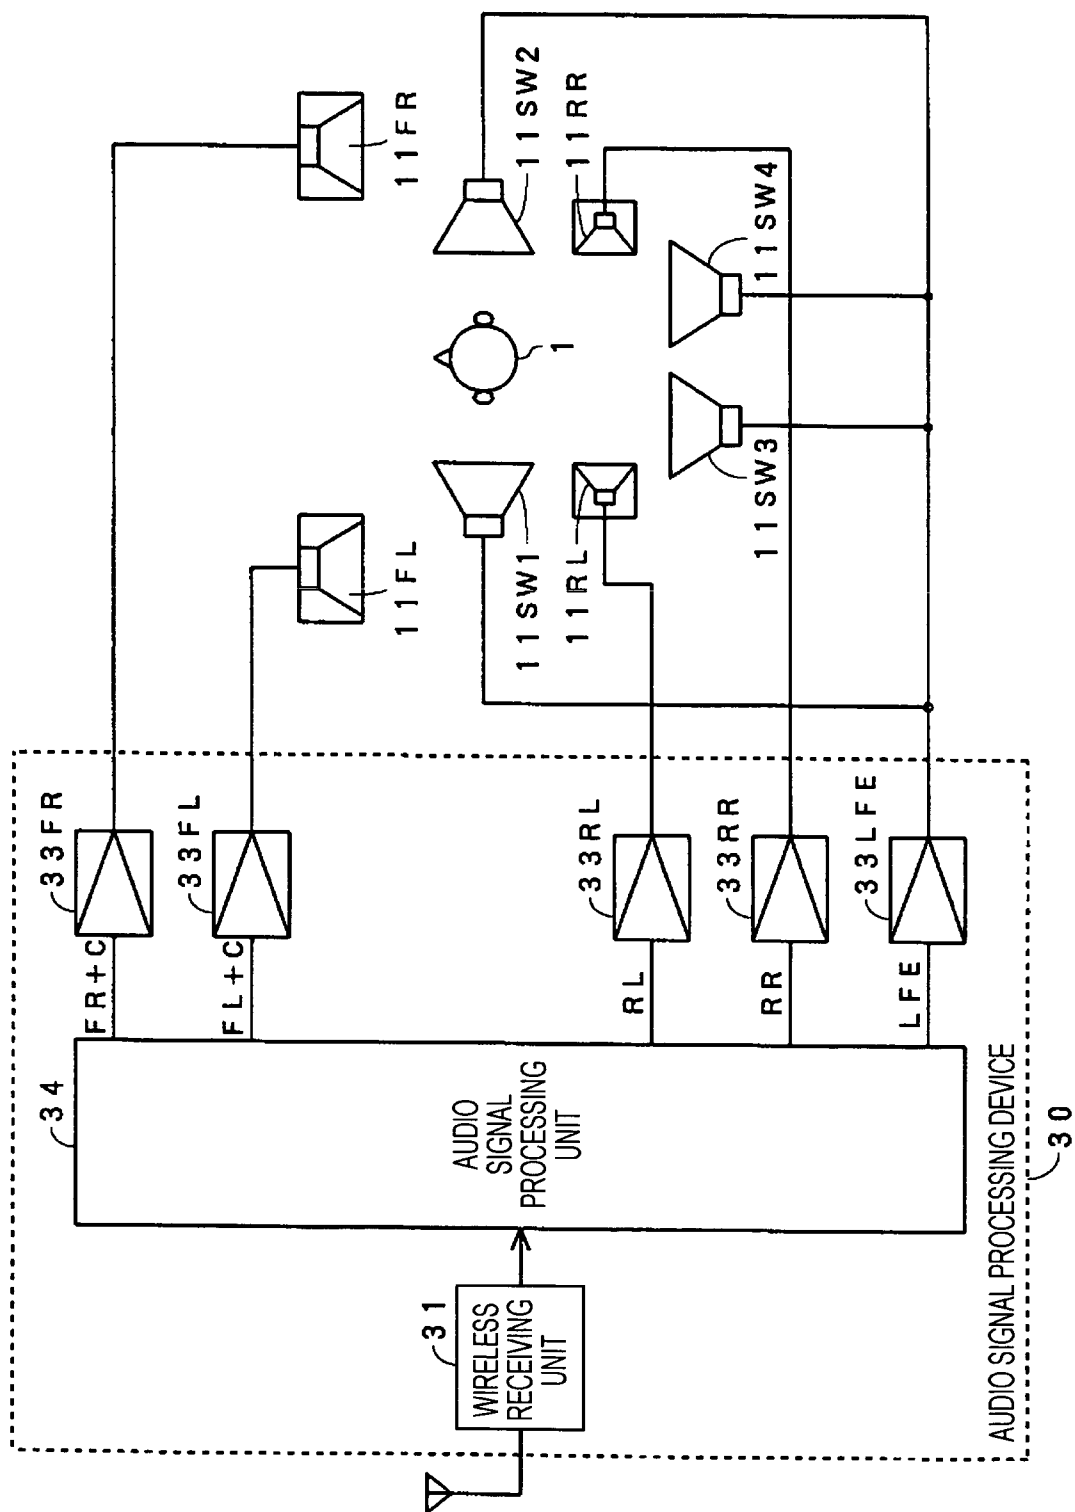 34
FR+C
33FR
FL+C
33FL
11FR
11FL
31
WIRELESS
RECEIVING
UNIT
AUDIO
SIGNAL
PROCESSING
UNIT
11SW1
1
11SW2
11RL
11RR
RL
33RL
11SW3
11SW4
RR
33RR
LFE
33LFE
AUDIO SIGNAL PROCESSING DEVICE
30